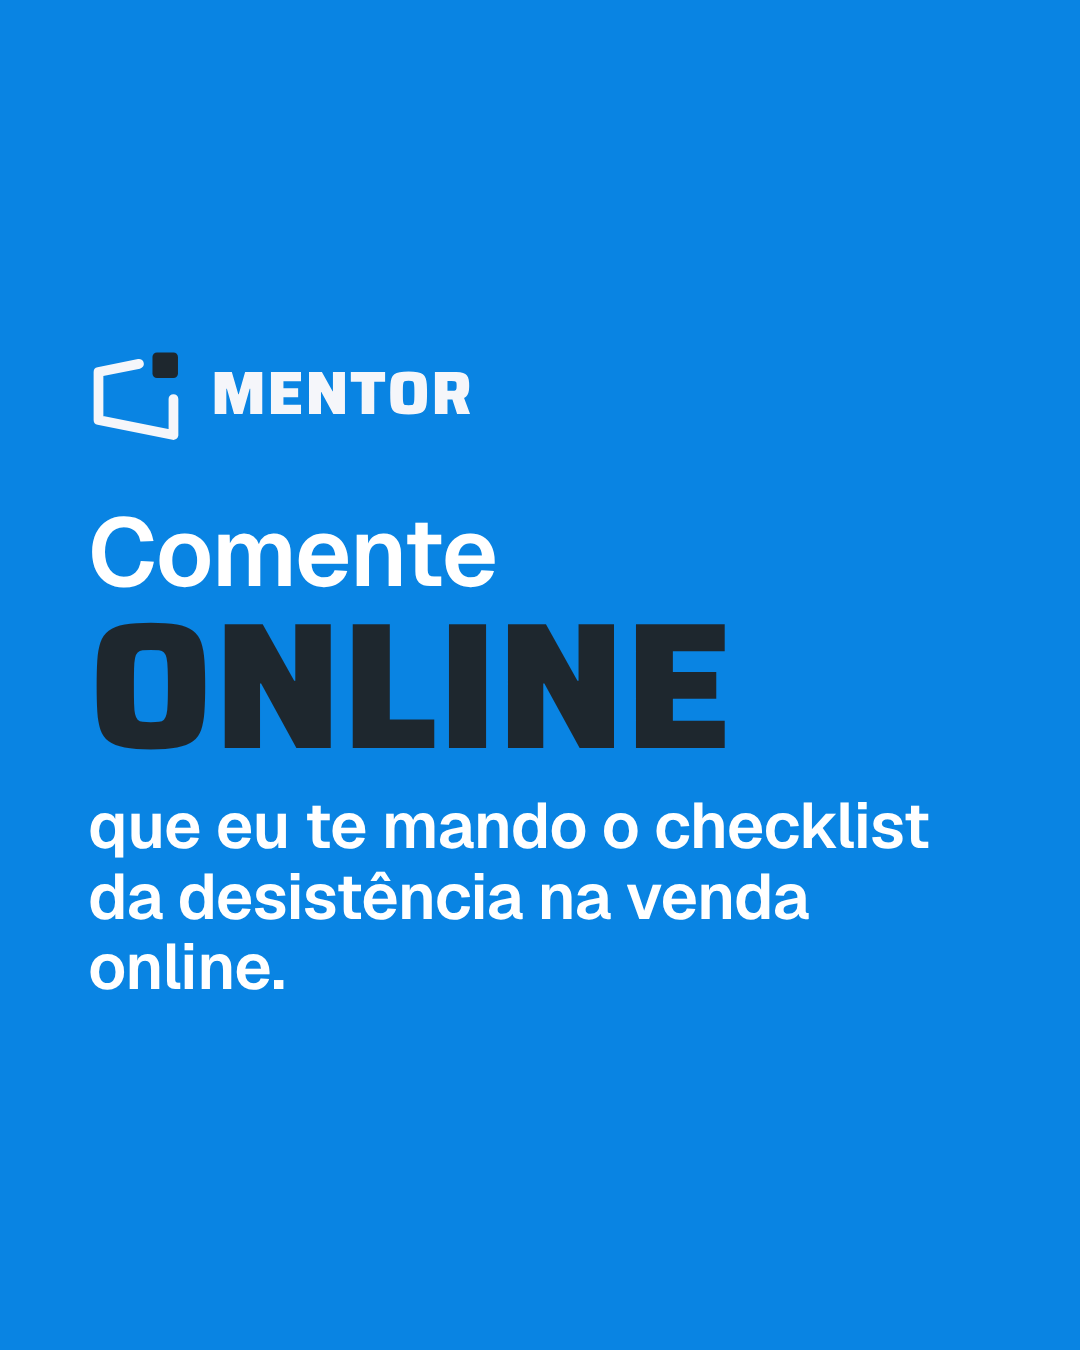 MENTOR
Comente
ONLINE
que eu te mando o checklist
da desistência na venda
online.